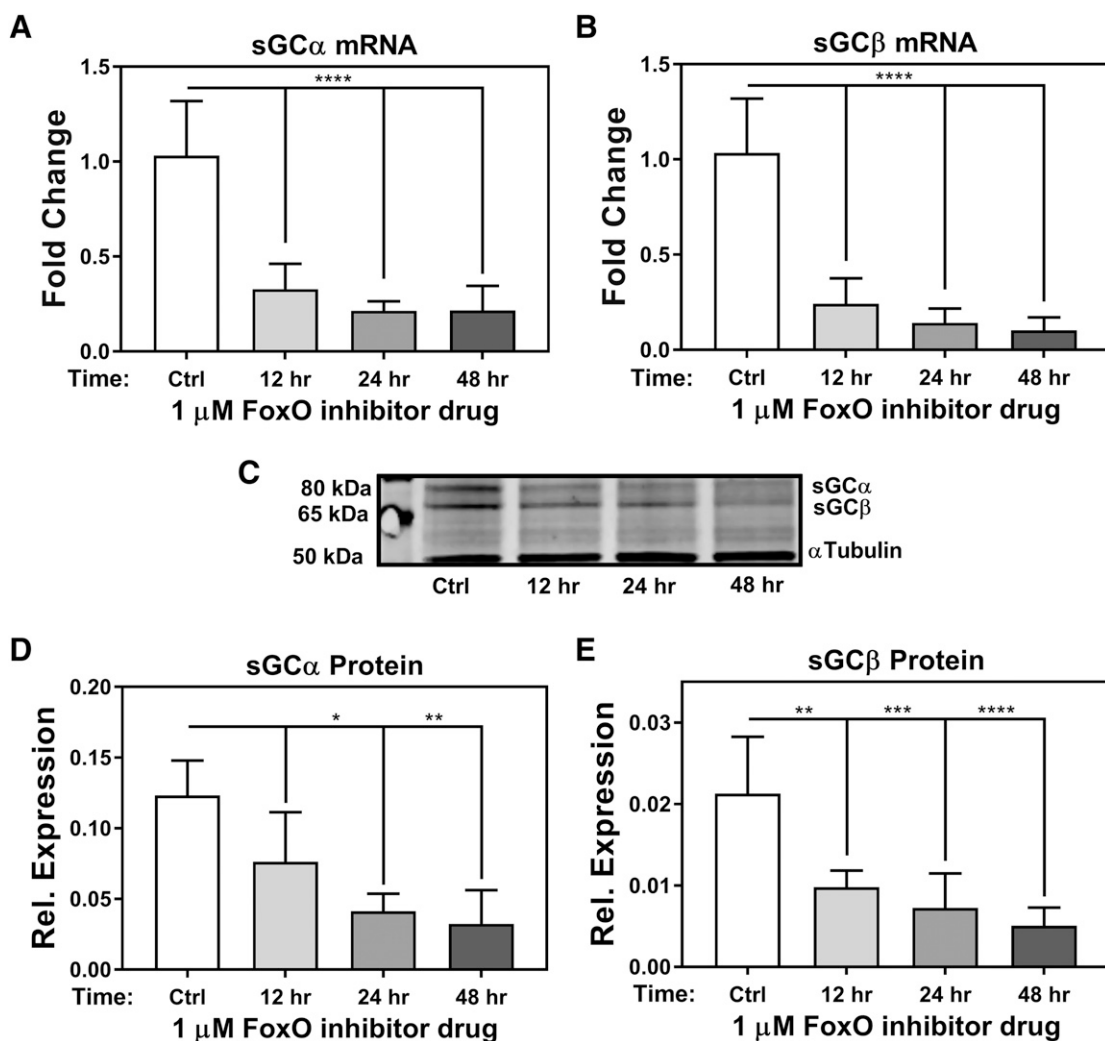 A
sGCα mRNA
1.5
1.0
0.5
0.0
Fold Change
****
Time: Ctrl 12 hr 24 hr 48 hr
1 μM FoxO inhibitor drug
B
sGCβ mRNA
1.5
1.0
0.5
0.0
Fold Change
****
Time: Ctrl 12 hr 24 hr 48 hr
1 μM FoxO inhibitor drug
C
80 kDa
65 kDa
50 kDa
sGCα
sGCβ
αTubulin
Ctrl 12 hr 24 hr 48 hr
D
sGCα Protein
0.20
0.15
0.10
0.05
0.00
Rel. Expression
* **
Time: Ctrl 12 hr 24 hr 48 hr
1 μM FoxO inhibitor drug
E
sGCβ Protein
0.03
0.02
0.01
0.00
Rel. Expression
** *** ****
Time: Ctrl 12 hr 24 hr 48 hr
1 μM FoxO inhibitor drug